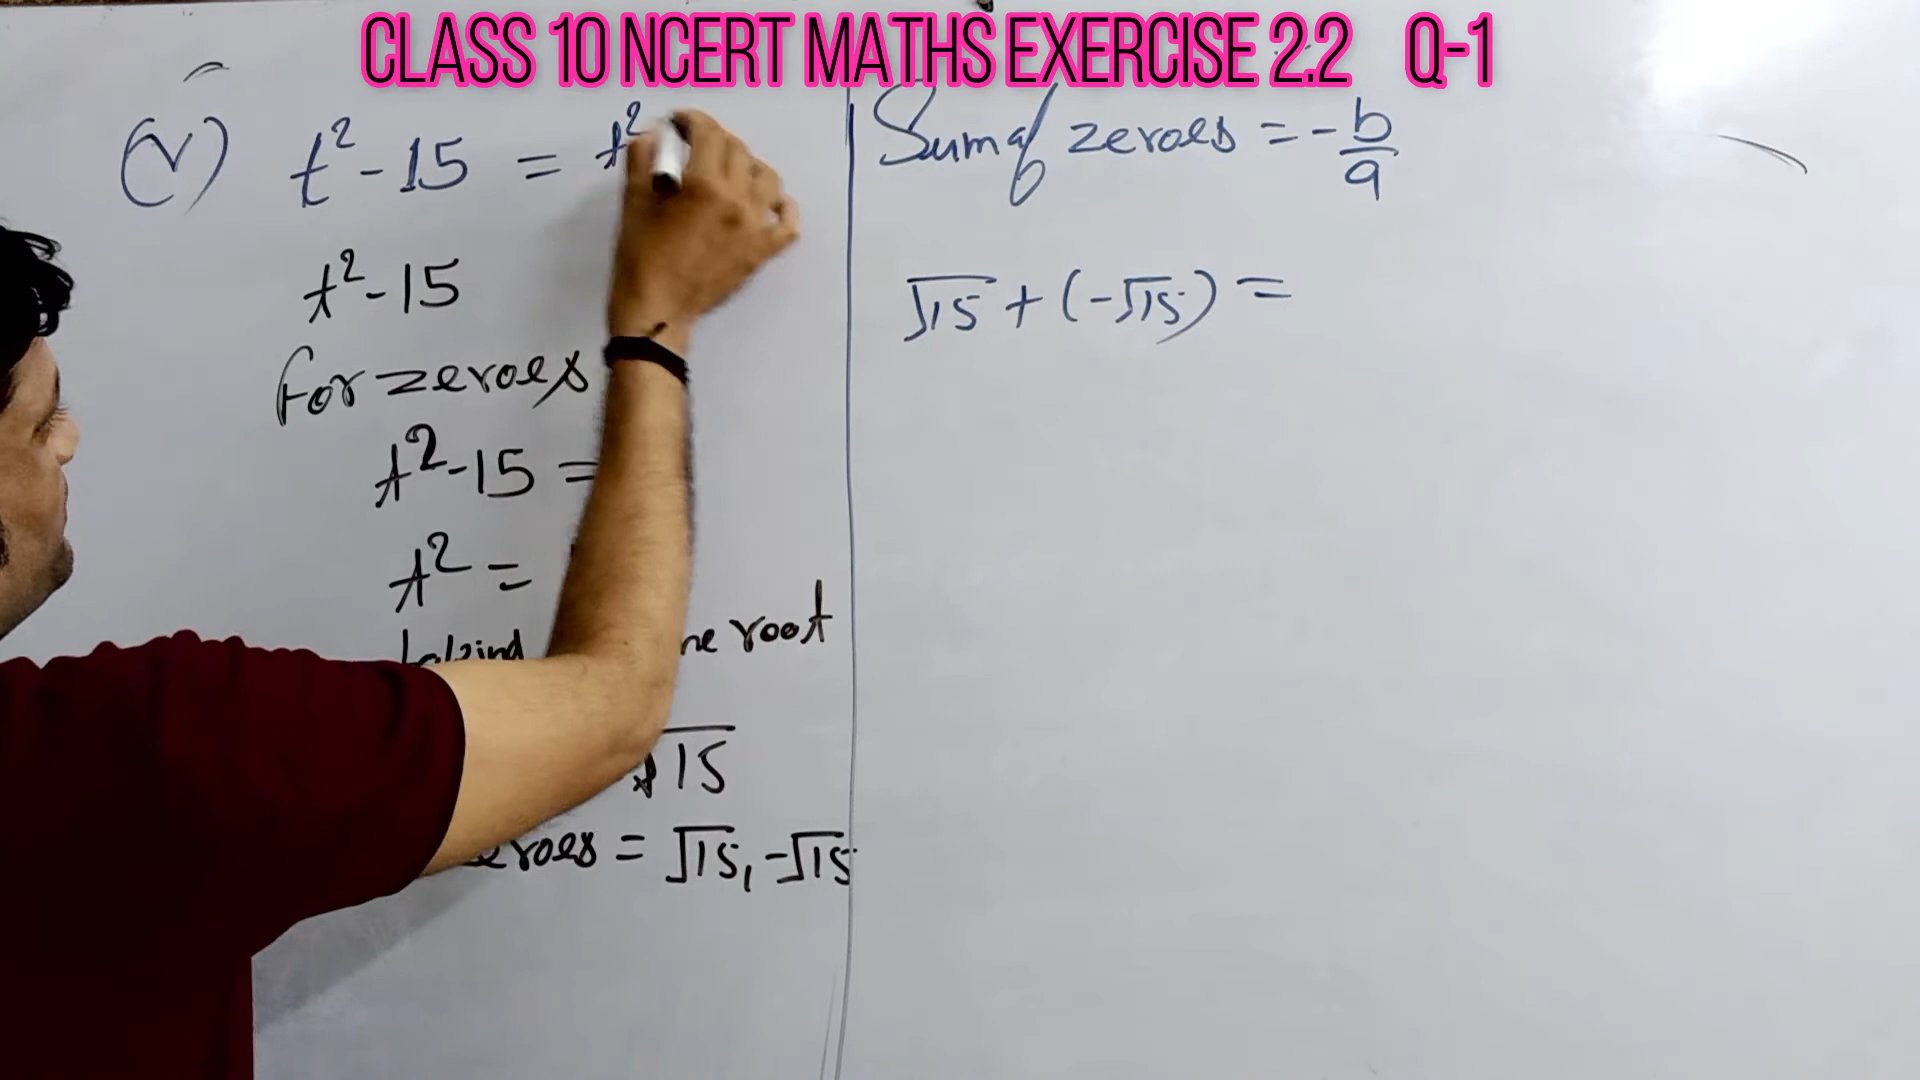 CLASS 10 NCERT MATHS EXERCISE 2.2 Q-1
(V) t² - 15 = t²
t² - 15
For zeroes
t² - 15 =
t² =
root
√15
zeroes = √15, -√15
Sum of zeroes = - b/a
√15 + (-√15) =